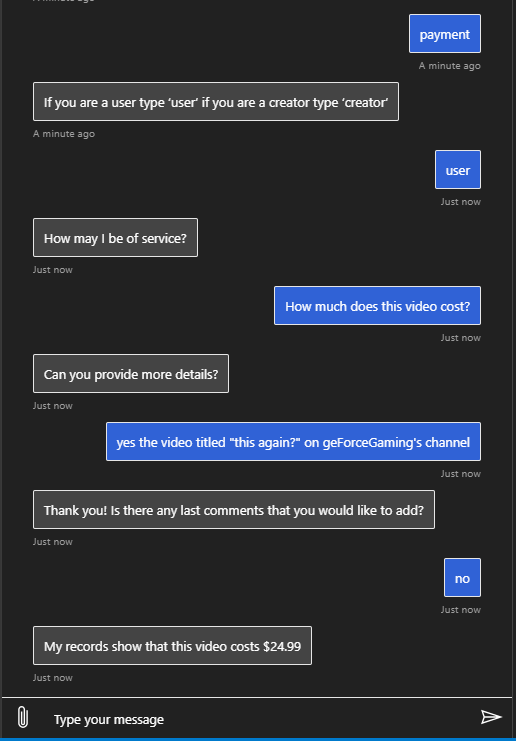 A minute ago
payment
A minute ago
If you are a user type ‘user’ if you are a creator type ‘creator’
A minute ago
user
Just now
How may I be of service?
Just now
How much does this video cost?
Just now
Can you provide more details?
Just now
yes the video titled "this again?" on geForceGaming's channel
Just now
Thank you! Is there any last comments that you would like to add?
Just now
no
Just now
My records show that this video costs $24.99
Just now
Type your message